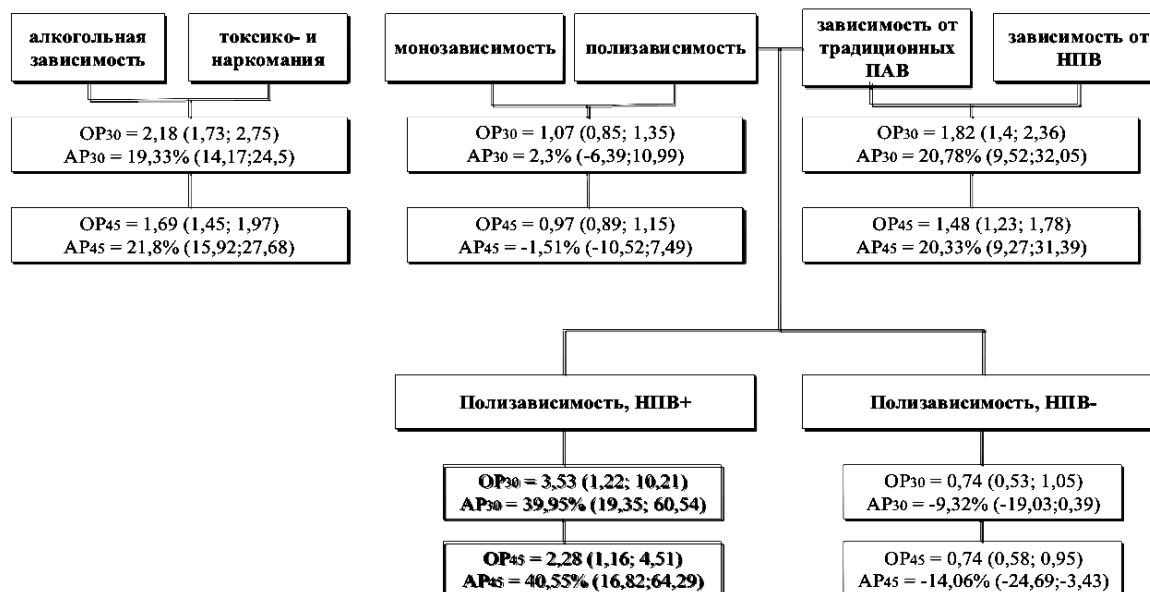 алкогольная
зависимость
токсико- и
наркомания
монозависимость
полизависимость
зависимость от
традиционных
ПАВ
зависимость от
НПВ
ОР30 = 2,18 (1,73; 2,75)
АР30 = 19,33% (14,17;24,5)
ОР30 = 1,07 (0,85; 1,35)
АР30 = 2,3% (-6,39;10,99)
ОР30 = 1,82 (1,4; 2,36)
АР30 = 20,78% (9,52;32,05)
ОР45 = 1,69 (1,45; 1,97)
АР45 = 21,8% (15,92;27,68)
ОР45 = 0,97 (0,89; 1,15)
АР45 = -1,51% (-10,52;7,49)
ОР45 = 1,48 (1,23; 1,78)
АР45 = 20,33% (9,27;31,39)
Полизависимость, НПВ+
Полизависимость, НПВ-
ОР30 = 3,53 (1,22; 10,21)
АР30 = 39,95% (19,35; 60,54)
ОР30 = 0,74 (0,53; 1,05)
АР30 = -9,32% (-19,03;0,39)
ОР45 = 2,28 (1,16; 4,51)
АР45 = 40,55% (16,82;64,29)
ОР45 = 0,74 (0,58; 0,95)
АР45 = -14,06% (-24,69;-3,43)